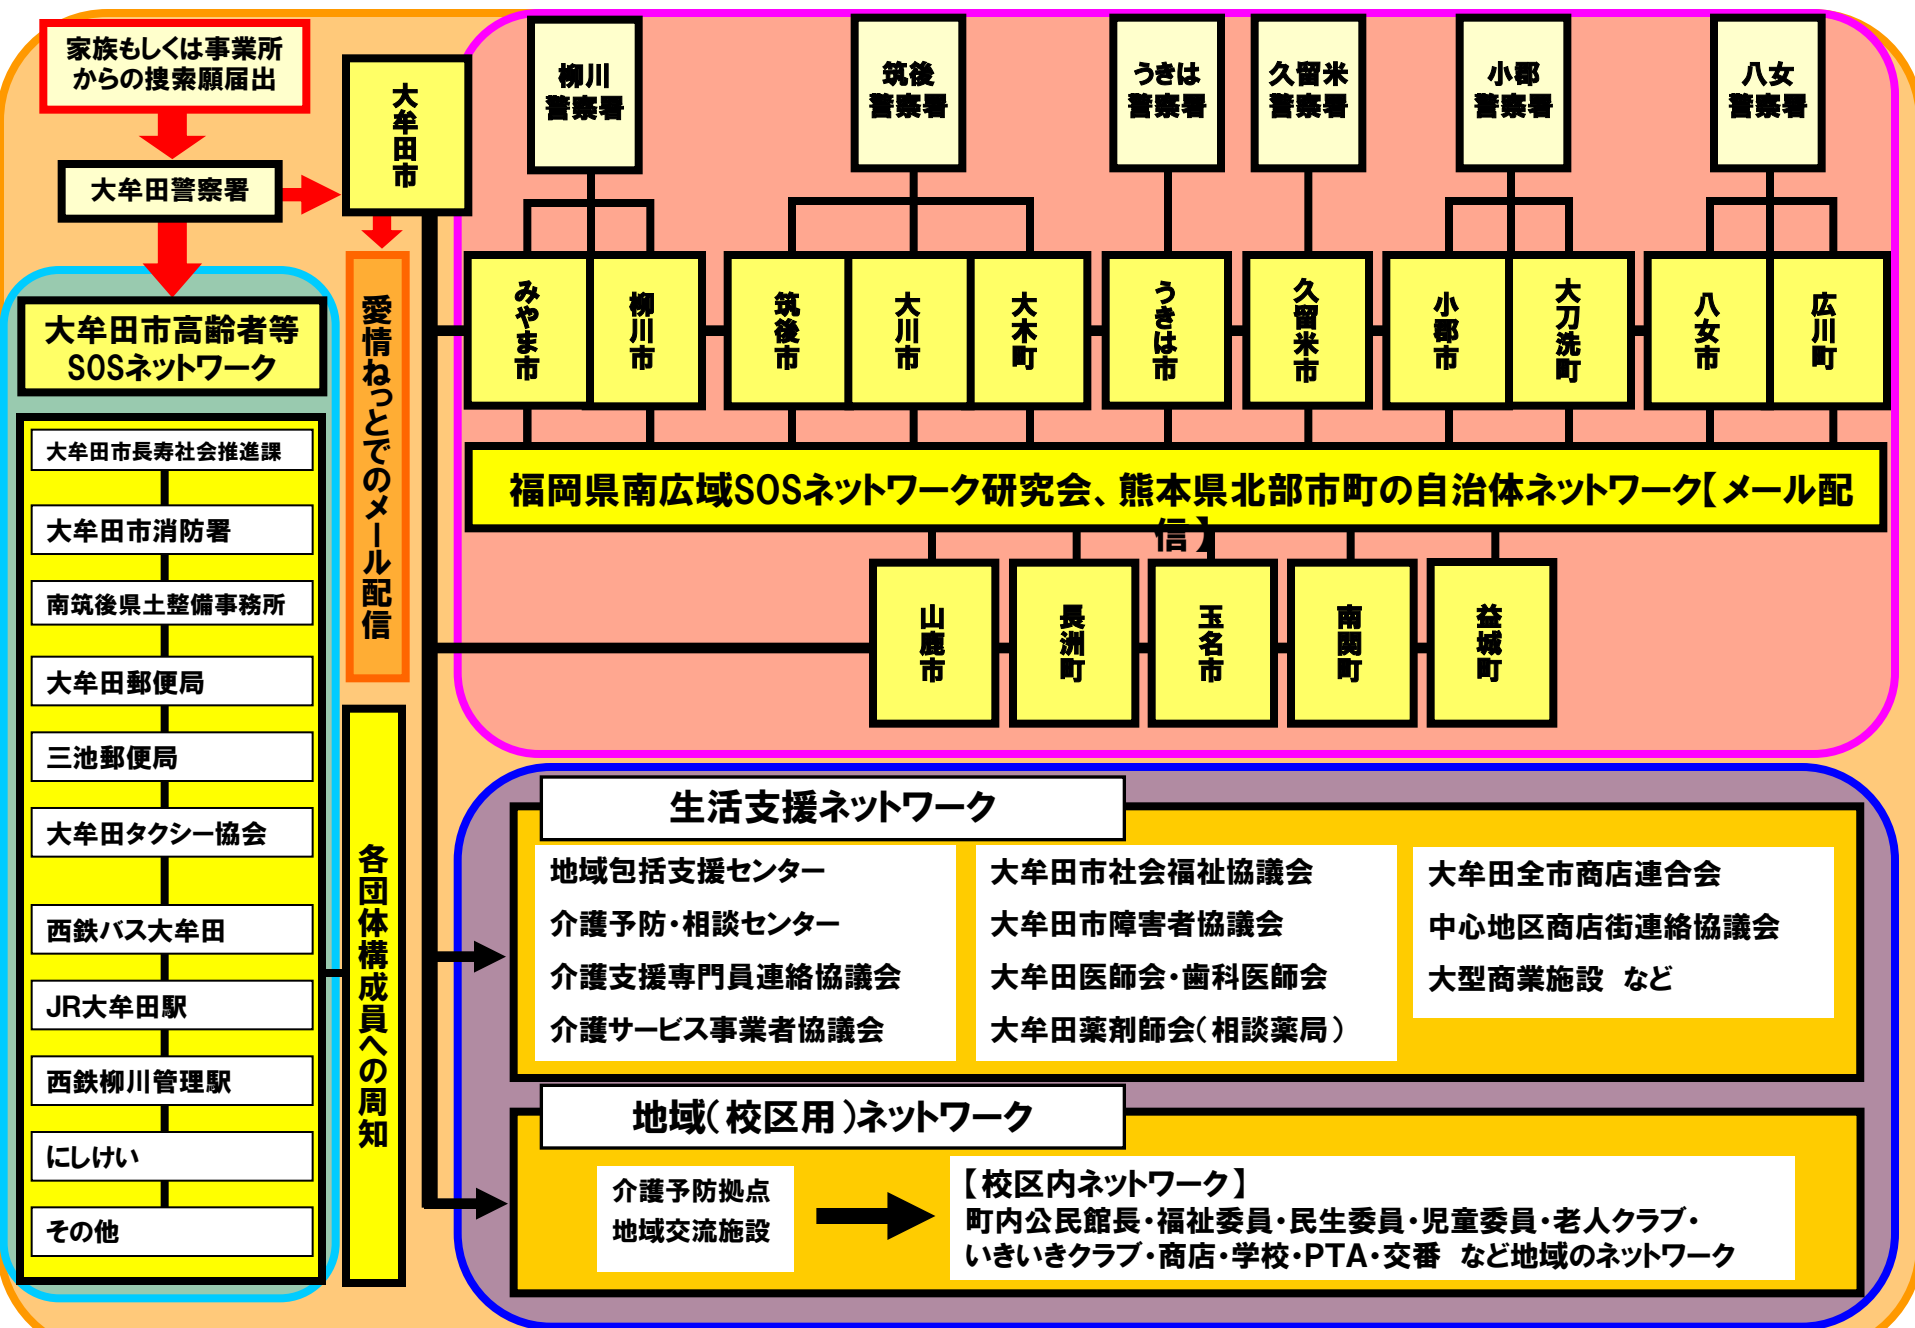 家族もしくは事業所
からの捜索願届出
大牟田警察署
大牟田市
愛情ねっとでのメール配信
大牟田市高齢者等
SOSネットワーク
大牟田市長寿社会推進課
大牟田市消防署
南筑後県土整備事務所
大牟田郵便局
三池郵便局
大牟田タクシー協会
西鉄バス大牟田
JR大牟田駅
西鉄柳川管理駅
にしけい
その他
各団体構成員への周知
柳川
警察署
筑後
警察署
うきは
警察署
久留米
警察署
小郡
警察署
八女
警察署
みやま市
柳川市
筑後市
大川市
大木町
うきは市
久留米市
小郡市
大刀洗町
八女市
広川町
福岡県南広域SOSネットワーク研究会、熊本県北部市町の自治体ネットワーク【メール配
信】
山鹿市
長洲町
玉名市
南関町
益城町
生活支援ネットワーク
地域包括支援センター
介護予防・相談センター
介護支援専門員連絡協議会
介護サービス事業者協議会
大牟田市社会福祉協議会
大牟田市障害者協議会
大牟田医師会・歯科医師会
大牟田薬剤師会（相談薬局）
大牟田全市商店連合会
中心地区商店街連絡協議会
大型商業施設　など
地域（校区用）ネットワーク
介護予防拠点
地域交流施設
【校区内ネットワーク】
町内公民館長・福祉委員・民生委員・児童委員・老人クラブ・
いきいきクラブ・商店・学校・PTA・交番　など地域のネットワーク